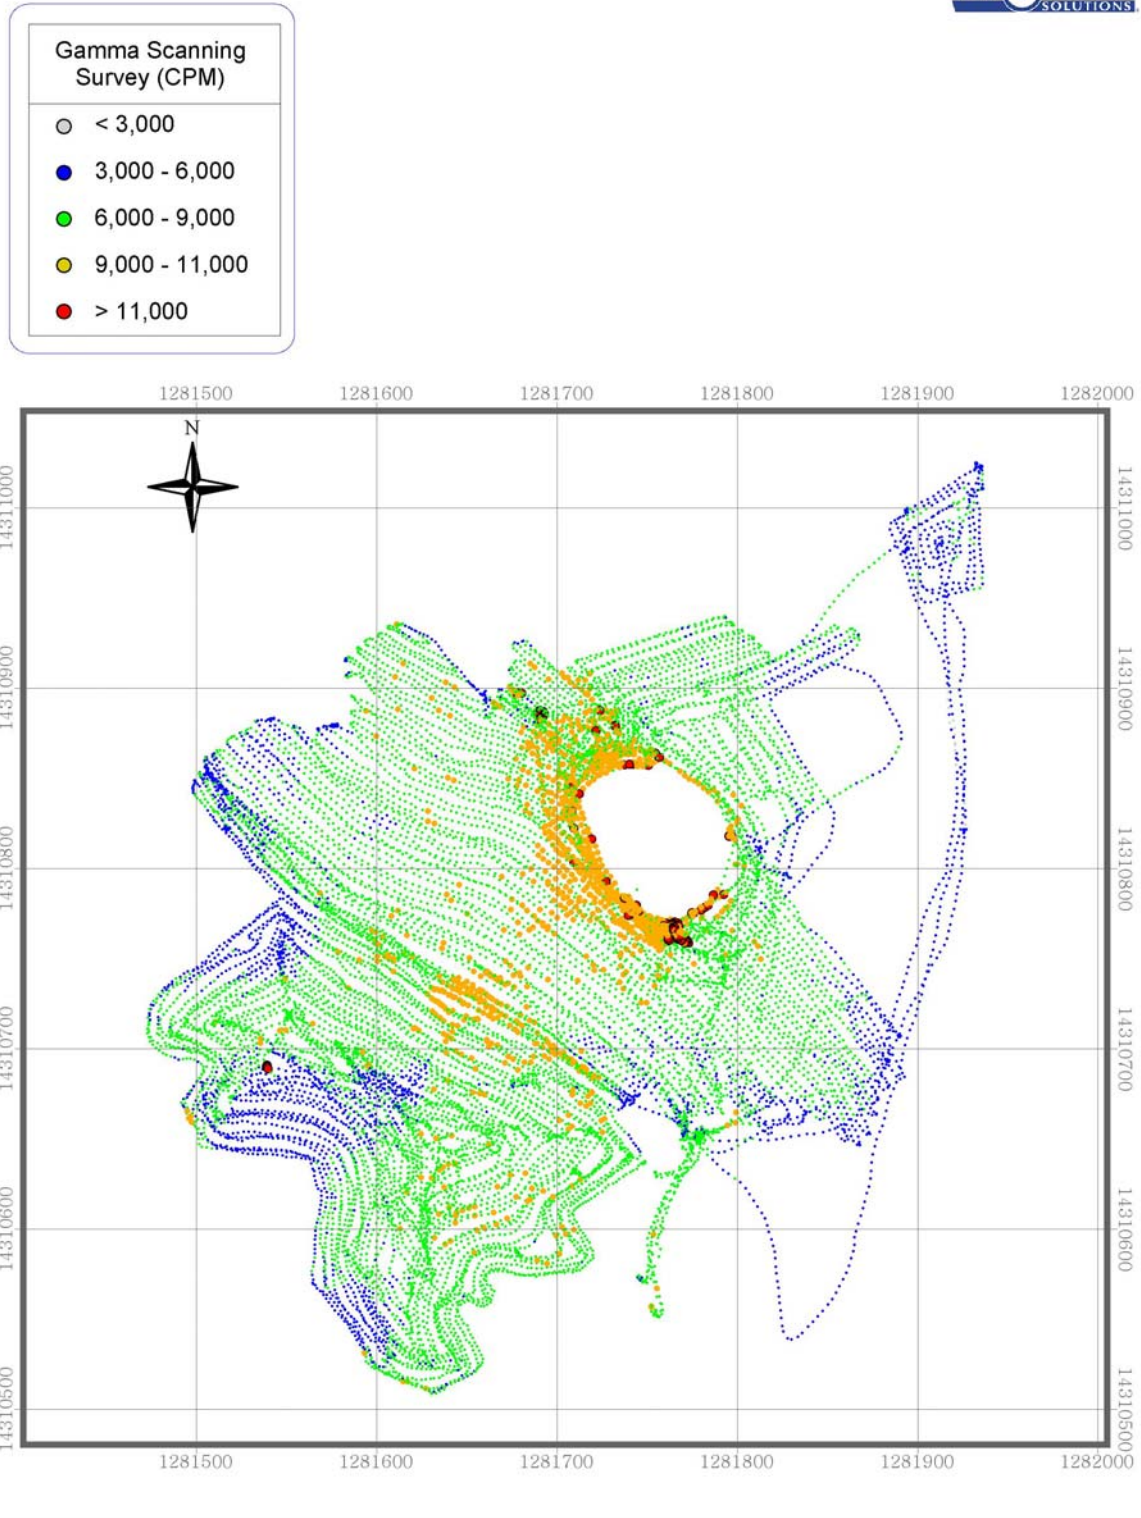 SOLUTIONS
Gamma Scanning
Survey (CPM)
< 3,000
3,000 - 6,000
6,000 - 9,000
9,000 - 11,000
> 11,000
1281500 1281600 1281700 1281800 1281900 1282000
N
14311000 14311000
14310900 14310900
14310800 14310800
14310700 14310700
14310600 14310600
14310500 14310500
1281500 1281600 1281700 1281800 1281900 1282000